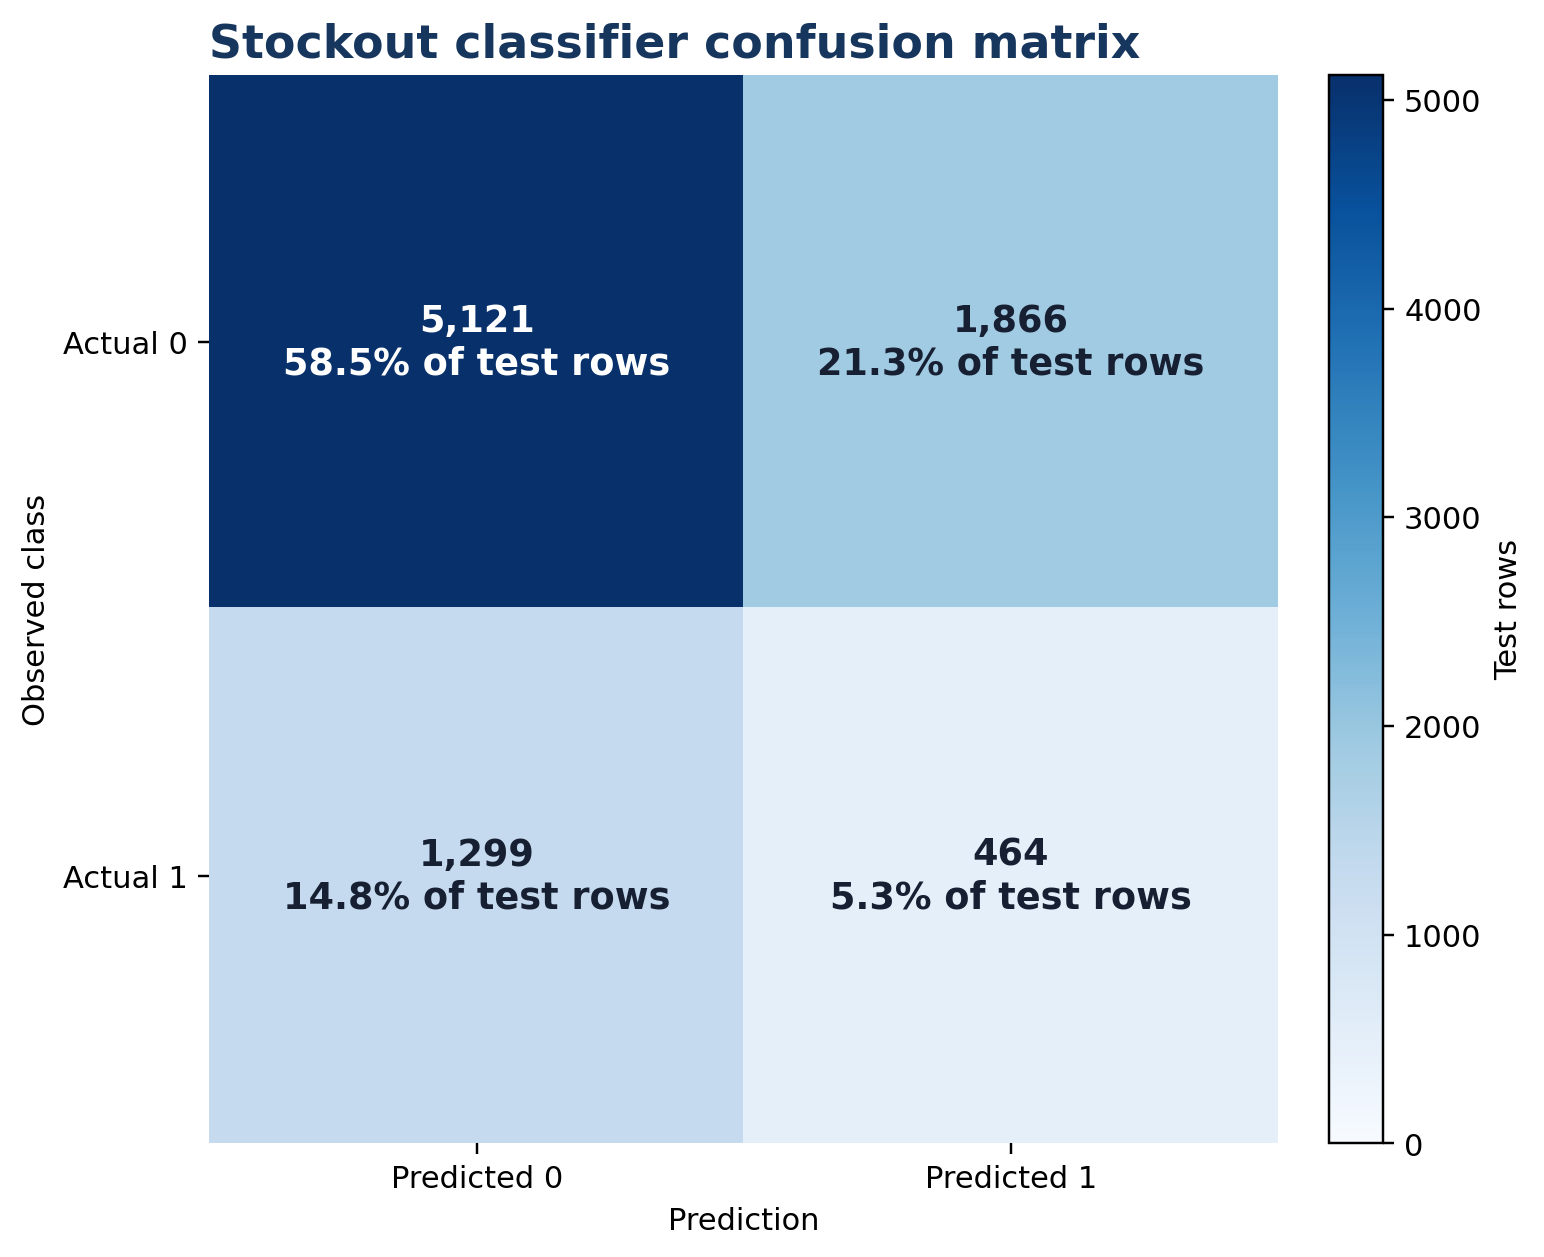 Stockout classifier confusion matrix
5,121
58.5% of test rows
1,866
21.3% of test rows
1,299
14.8% of test rows
464
5.3% of test rows
Actual 0
Actual 1
Observed class
Predicted 0
Predicted 1
Prediction
5000
4000
3000
2000
1000
0
Test rows